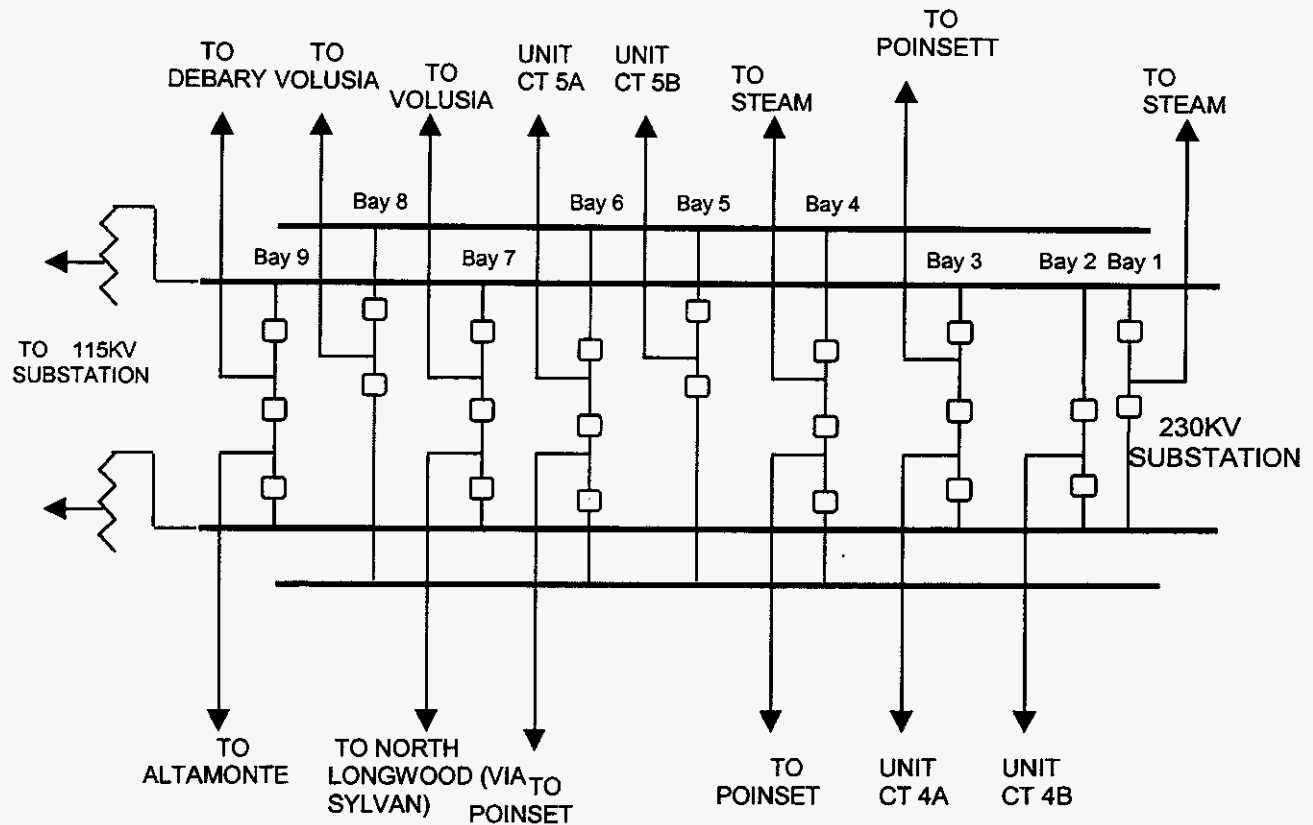 TO
DEBARY
TO
VOLUSIA
TO
VOLUSIA
UNIT
CT 5A
UNIT
CT 5B
TO
STEAM
TO
POINSETT
TO
STEAM
Bay 8
Bay 6
Bay 5
Bay 4
Bay 9
Bay 7
Bay 3
Bay 2
Bay 1
TO 115KV
SUBSTATION
230KV
SUBSTATION
TO
ALTAMONTE
TO NORTH
LONGWOOD (VIA
SYLVAN)
TO
POINSET
TO
POINSET
UNIT
CT 4A
UNIT
CT 4B